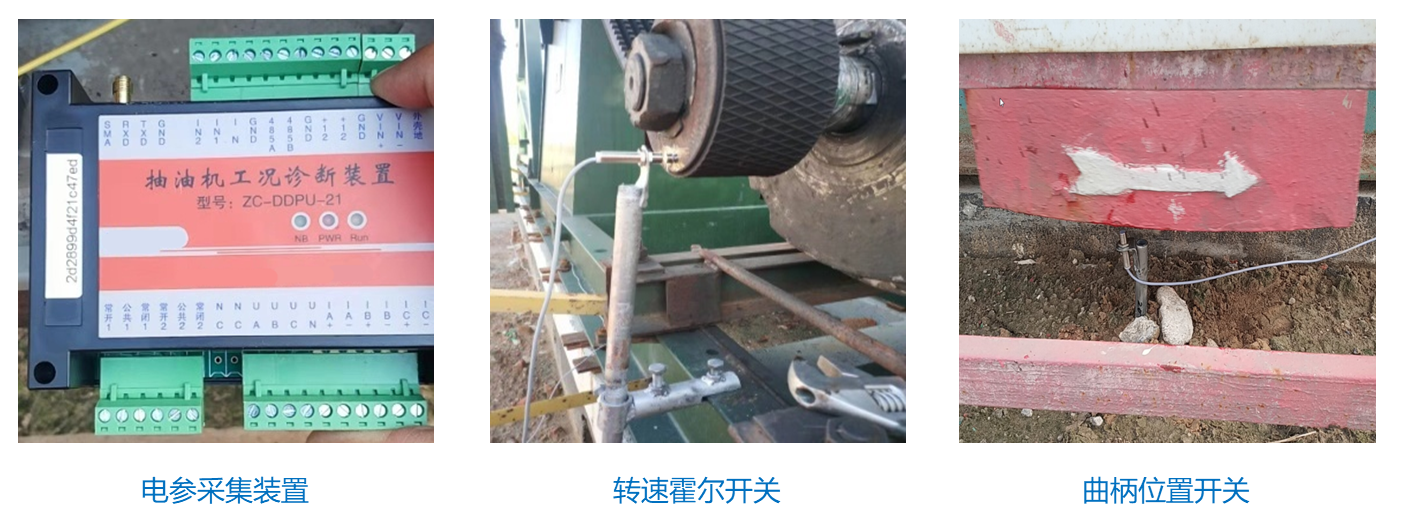 SMA RXD TXD GND IN2 IN1 IN GND 485A 485B GND +12 +12 GND VIN+ VIN- 外壳地
抽油机工况诊断装置
型号：ZC-DDPU-21
NB PWR Run
2d2899d4f21c47ed
常开1 公共1 常闭1 常开2 公共2 常闭2 NC NC UA UB UC UN IA+ IA- IB+ IB- IC+ IC-
电参采集装置
转速霍尔开关
曲柄位置开关